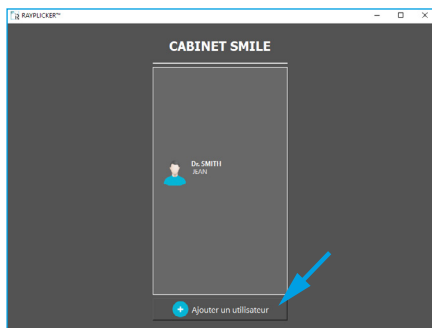 RAYPLICKER™
CABINET SMILE
Dr. SMITH
JEAN
Ajouter un utilisateur